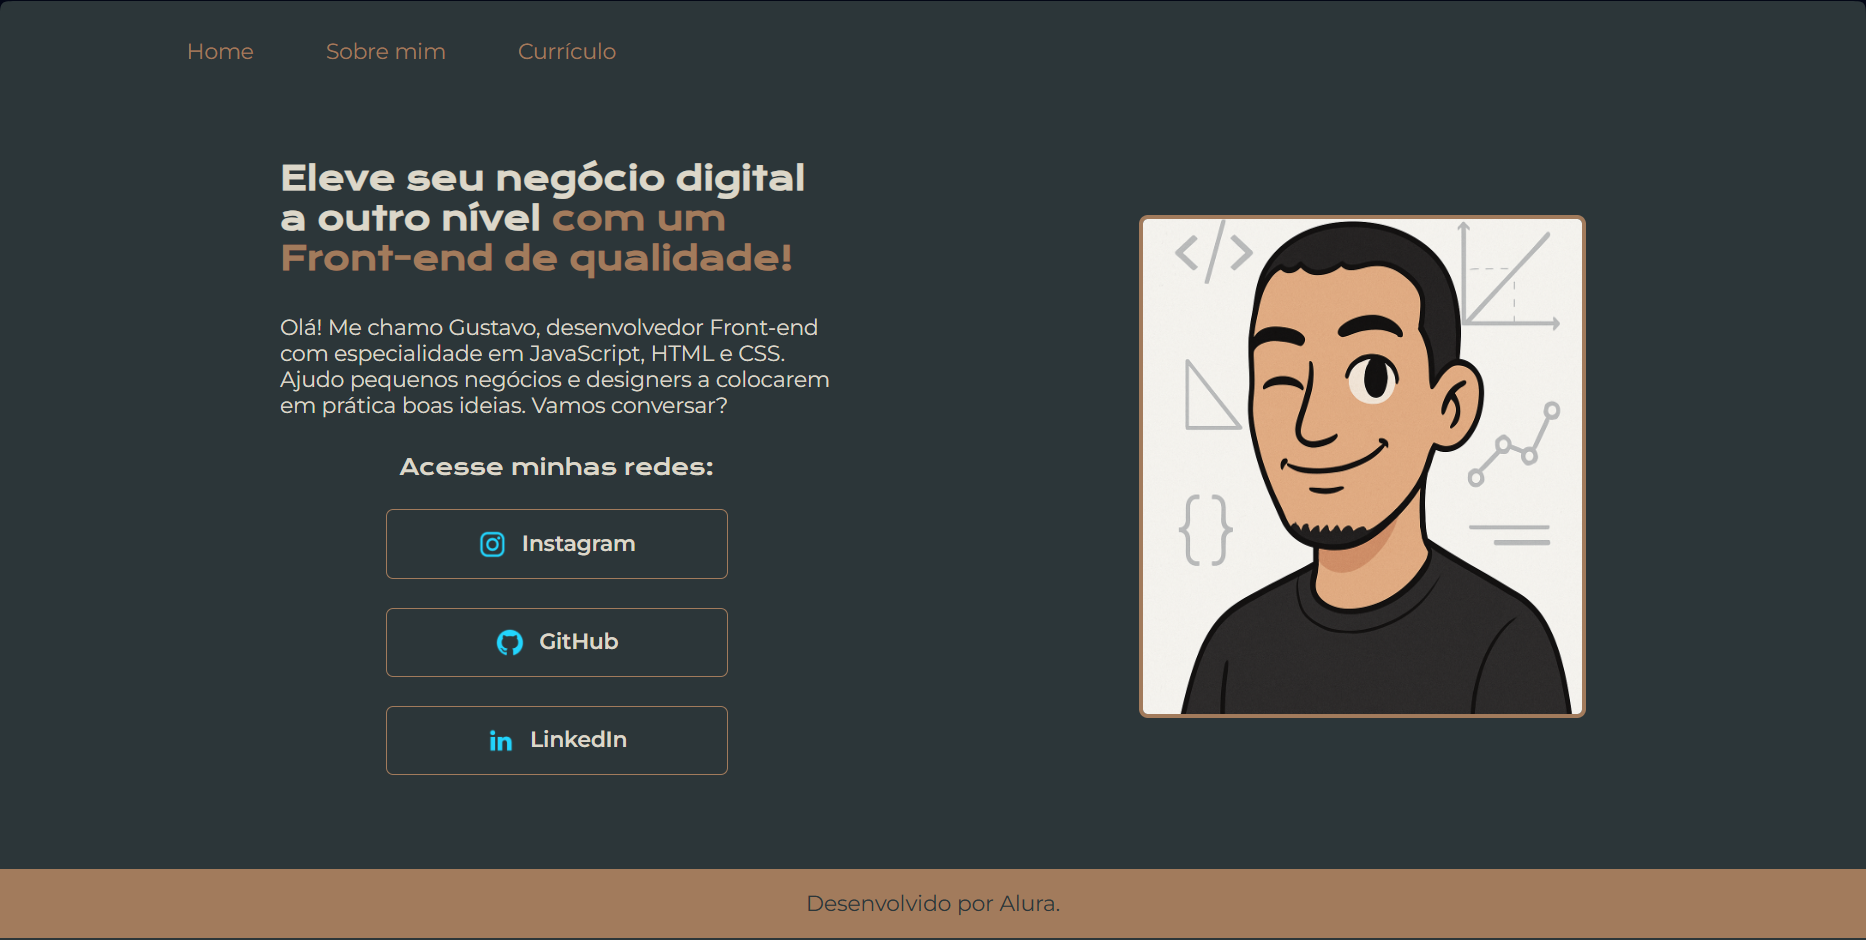 Home Sobre mim Currículo
Eleve seu negócio digital
a outro nível com um
Front-end de qualidade!
Olá! Me chamo Gustavo, desenvolvedor Front-end
com especialidade em JavaScript, HTML e CSS.
Ajudo pequenos negócios e designers a colocarem
em prática boas ideias. Vamos conversar?
Acesse minhas redes:
Instagram
GitHub
LinkedIn
</>
{}
Desenvolvido por Alura.